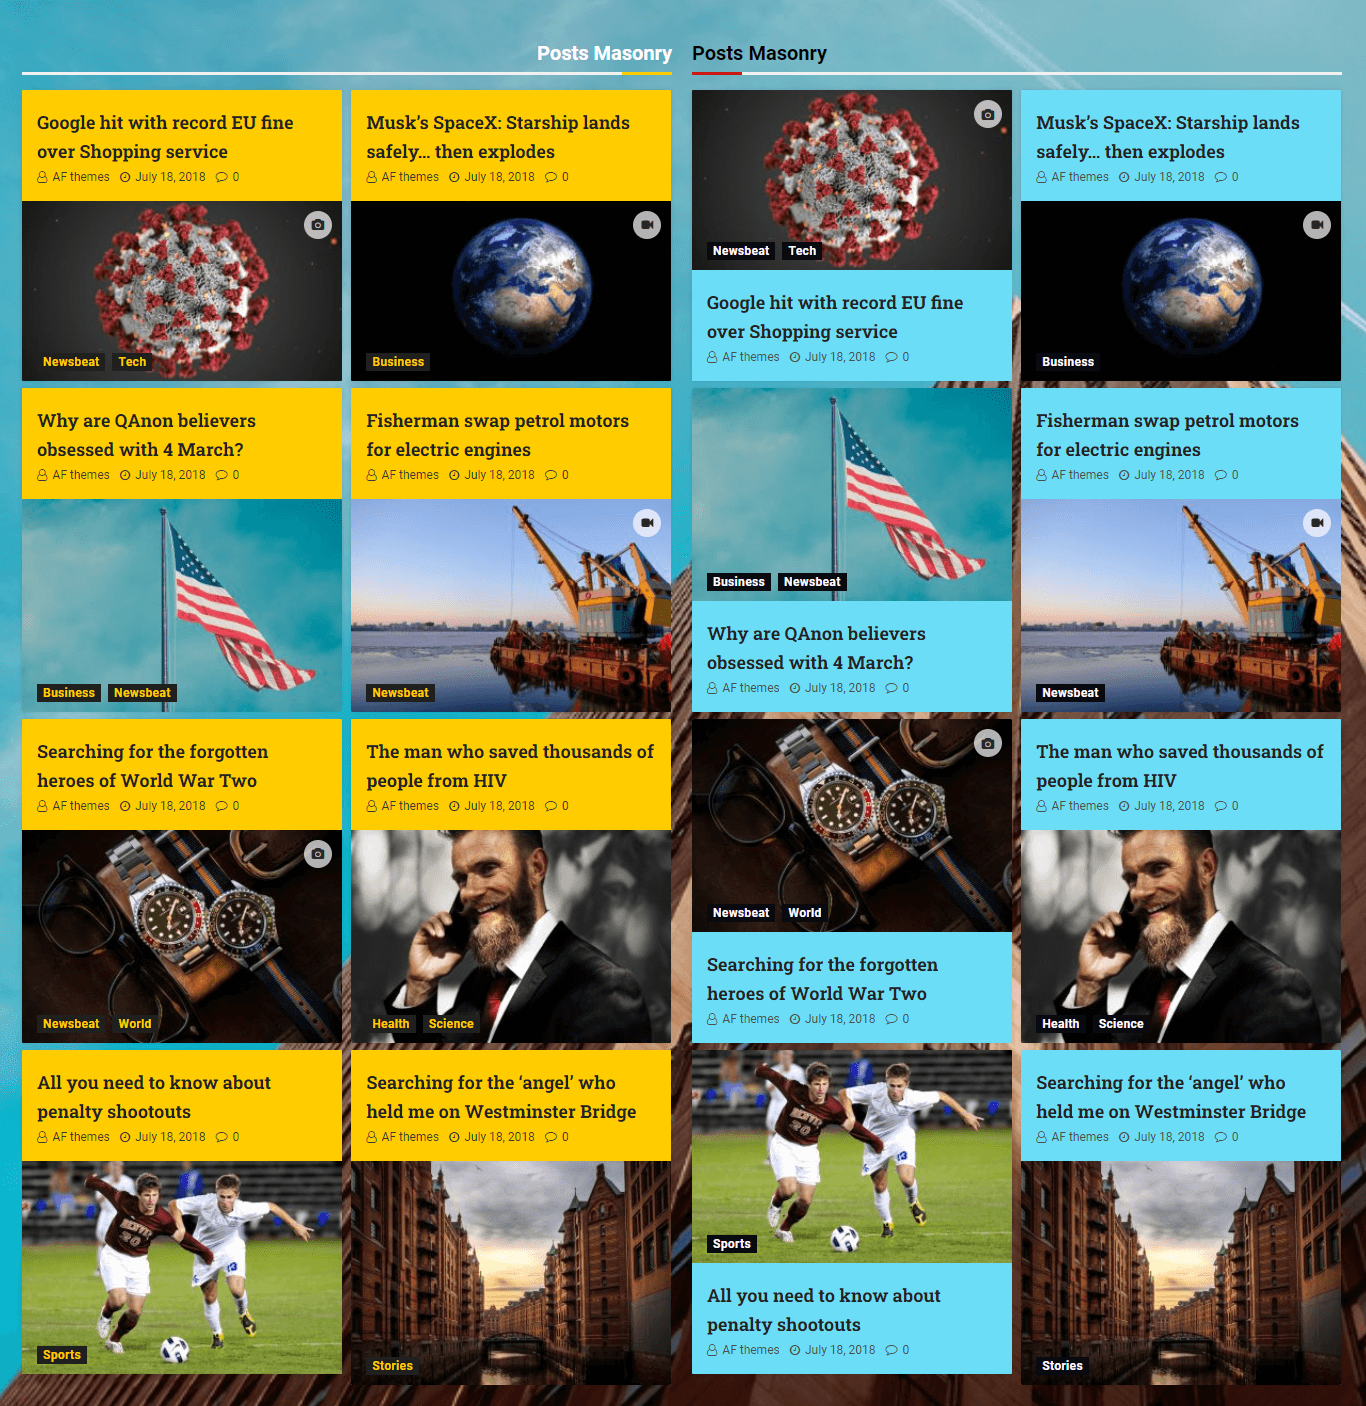 Posts Masonry
Google hit with record EU fine
over Shopping service
AF themes July 18, 2018 0
Newsbeat Tech
Musk’s SpaceX: Starship lands
safely... then explodes
AF themes July 18, 2018 0
Business
Why are QAnon believers
obsessed with 4 March?
AF themes July 18, 2018 0
Business Newsbeat
Fisherman swap petrol motors
for electric engines
AF themes July 18, 2018 0
Newsbeat
Searching for the forgotten
heroes of World War Two
AF themes July 18, 2018 0
Newsbeat World
The man who saved thousands of
people from HIV
AF themes July 18, 2018 0
Health Science
All you need to know about
penalty shootouts
AF themes July 18, 2018 0
Sports
Searching for the ‘angel’ who
held me on Westminster Bridge
AF themes July 18, 2018 0
Stories
Posts Masonry
Newsbeat Tech
Google hit with record EU fine
over Shopping service
AF themes July 18, 2018 0
Musk’s SpaceX: Starship lands
safely... then explodes
AF themes July 18, 2018 0
Business
Business Newsbeat
Why are QAnon believers
obsessed with 4 March?
AF themes July 18, 2018 0
Fisherman swap petrol motors
for electric engines
AF themes July 18, 2018 0
Newsbeat
Newsbeat World
Searching for the forgotten
heroes of World War Two
AF themes July 18, 2018 0
The man who saved thousands of
people from HIV
AF themes July 18, 2018 0
Health Science
Sports
All you need to know about
penalty shootouts
AF themes July 18, 2018 0
Searching for the ‘angel’ who
held me on Westminster Bridge
AF themes July 18, 2018 0
Stories